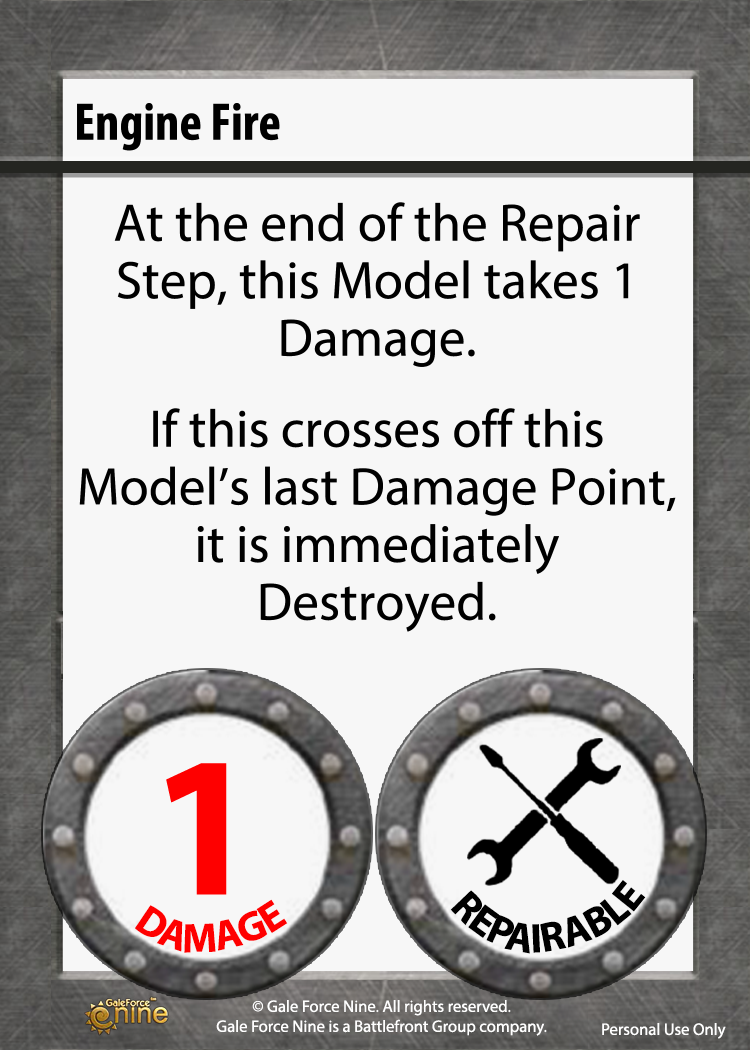 Engine Fire
At the end of the Repair
Step, this Model takes 1
Damage.
If this crosses off this
Model’s last Damage Point,
it is immediately
Destroyed.
1
DAMAGE
REPAIRABLE
GaleForce™
nine
© Gale Force Nine. All rights reserved.
Gale Force Nine is a Battlefront Group company.
Personal Use Only